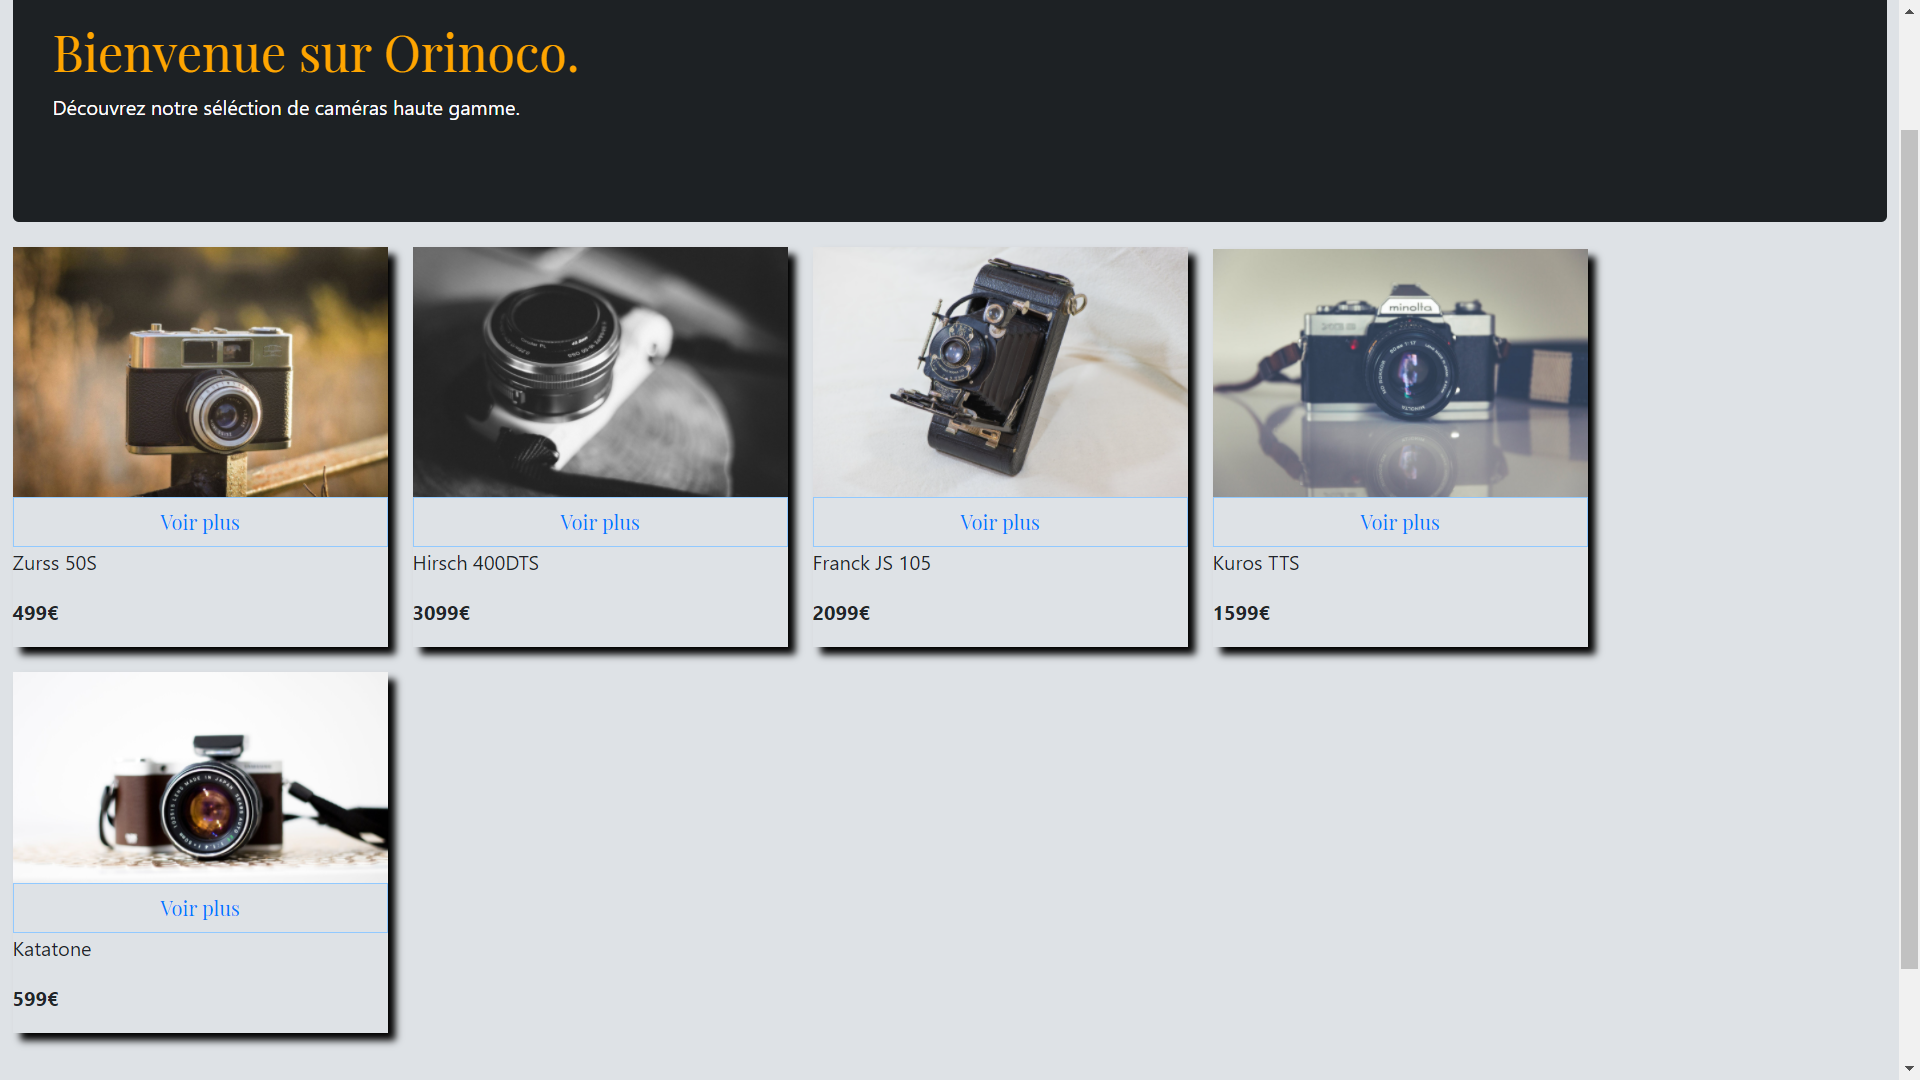 Bienvenue sur Orinoco.
Découvrez notre séléction de caméras haute gamme.
minolta
Voir plus
Voir plus
Voir plus
Voir plus
Zurss 50S
Hirsch 400DTS
Franck JS 105
Kuros TTS
499€
3099€
2099€
1599€
Voir plus
Katatone
599€